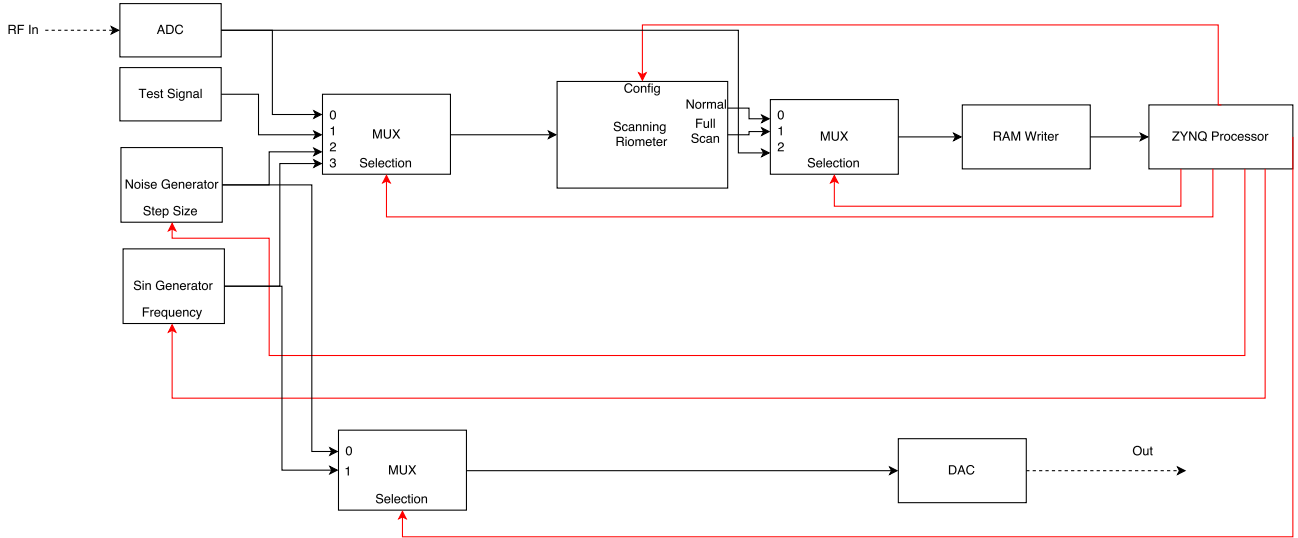 RF In
ADC
Test Signal
Noise Generator
Step Size
Sin Generator
Frequency
0
1
2
3
MUX
Selection
Config
Normal
Full
Scan
Scanning
Riometer
0
1
2
MUX
Selection
RAM Writer
ZYNQ Processor
0
1
MUX
Selection
DAC
Out